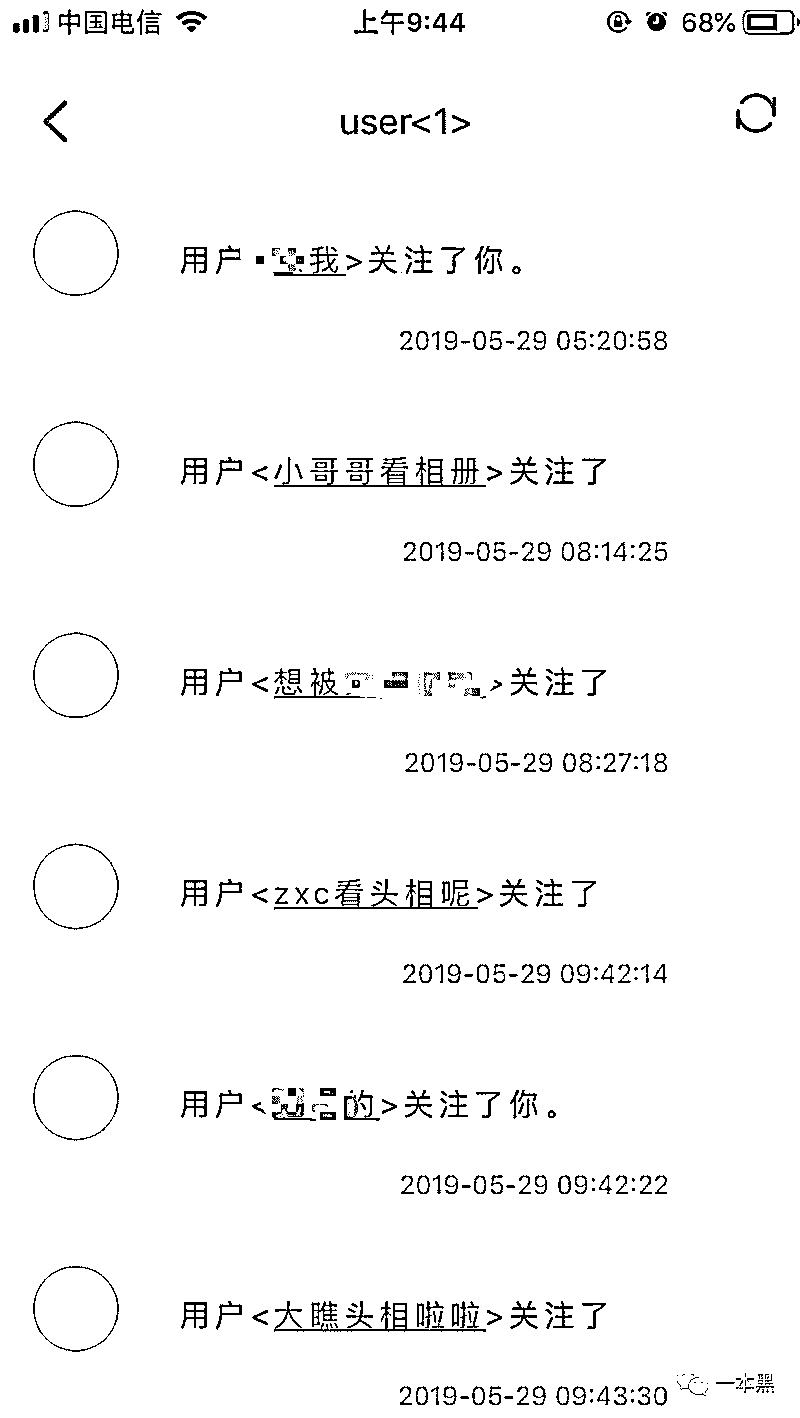 中国电信 上午9:44 68%
user<1>
用户 我>关注了你。
2019-05-29 05:20:58
用户<小哥哥看相册>关注了
2019-05-29 08:14:25
用户<想被 >关注了
2019-05-29 08:27:18
用户<zxc看头相呢>关注了
2019-05-29 09:42:14
用户< 的>关注了你。
2019-05-29 09:42:22
用户<大瞧头相啦啦>关注了
2019-05-29 09:43:30
一本黑